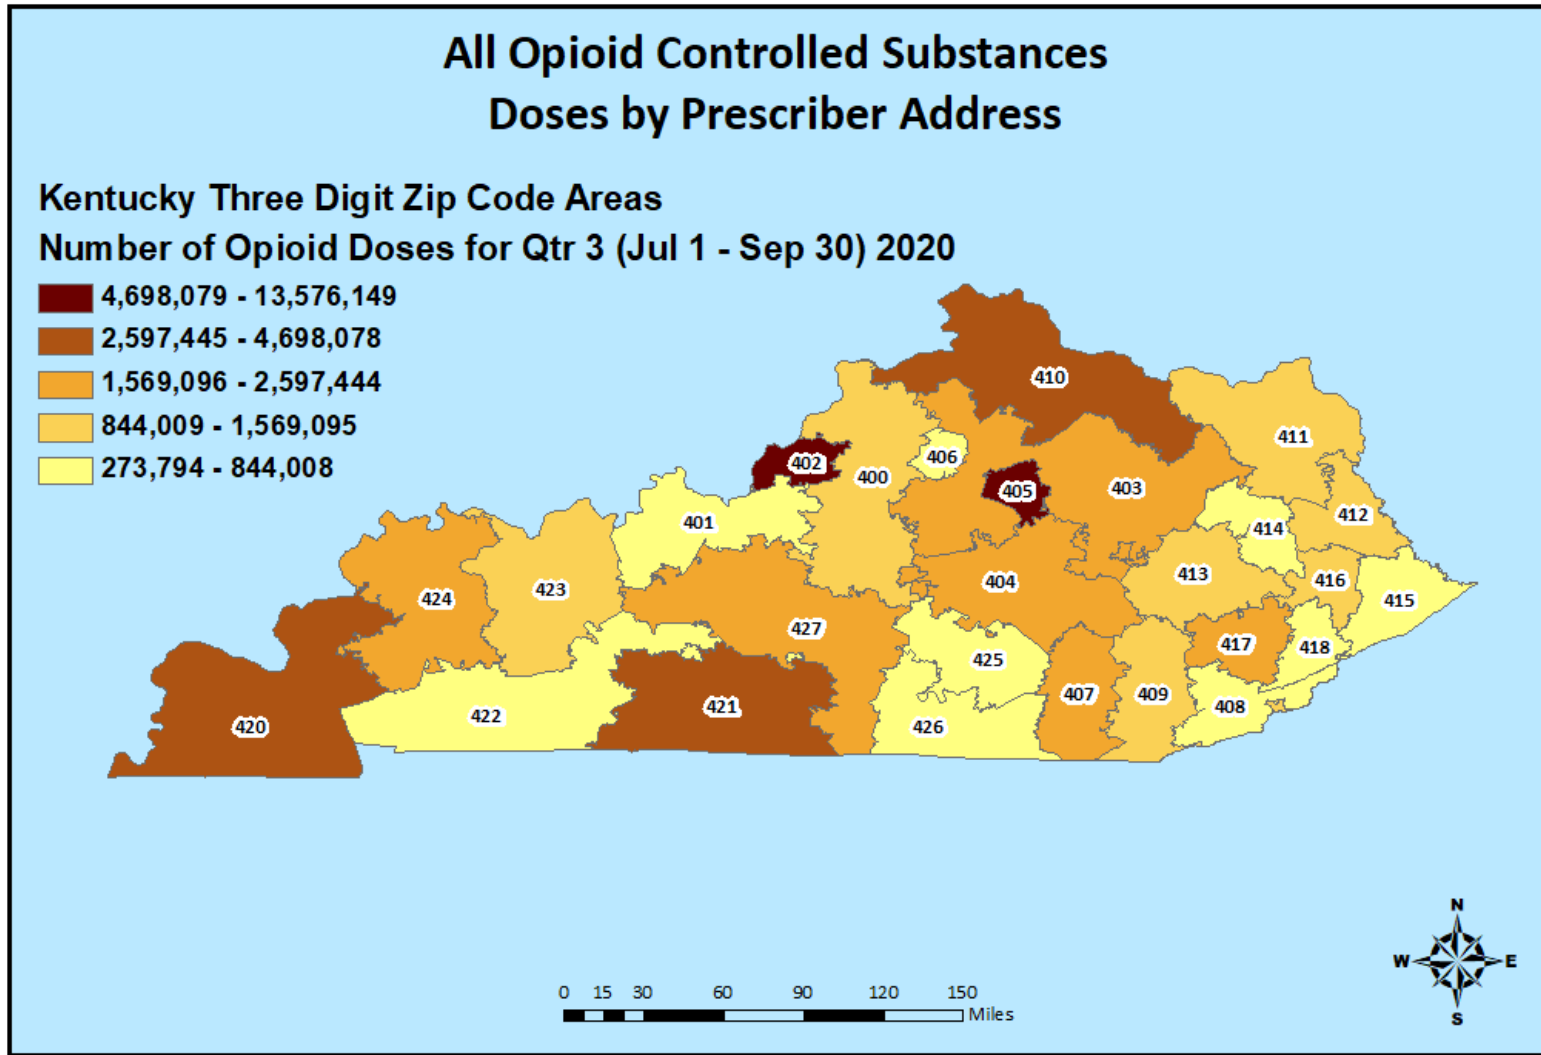 All Opioid Controlled Substances
Doses by Prescriber Address
Kentucky Three Digit Zip Code Areas
Number of Opioid Doses for Qtr 3 (Jul 1 - Sep 30) 2020
4,698,079 - 13,576,149
2,597,445 - 4,698,078
1,569,096 - 2,597,444
844,009 - 1,569,095
273,794 - 844,008
410
411
402
406
400
405
403
401
412
414
404
413
416
415
424
423
427
417
418
425
407
409
408
422
421
426
420
N
W E
S
0 15 30 60 90 120 150
Miles